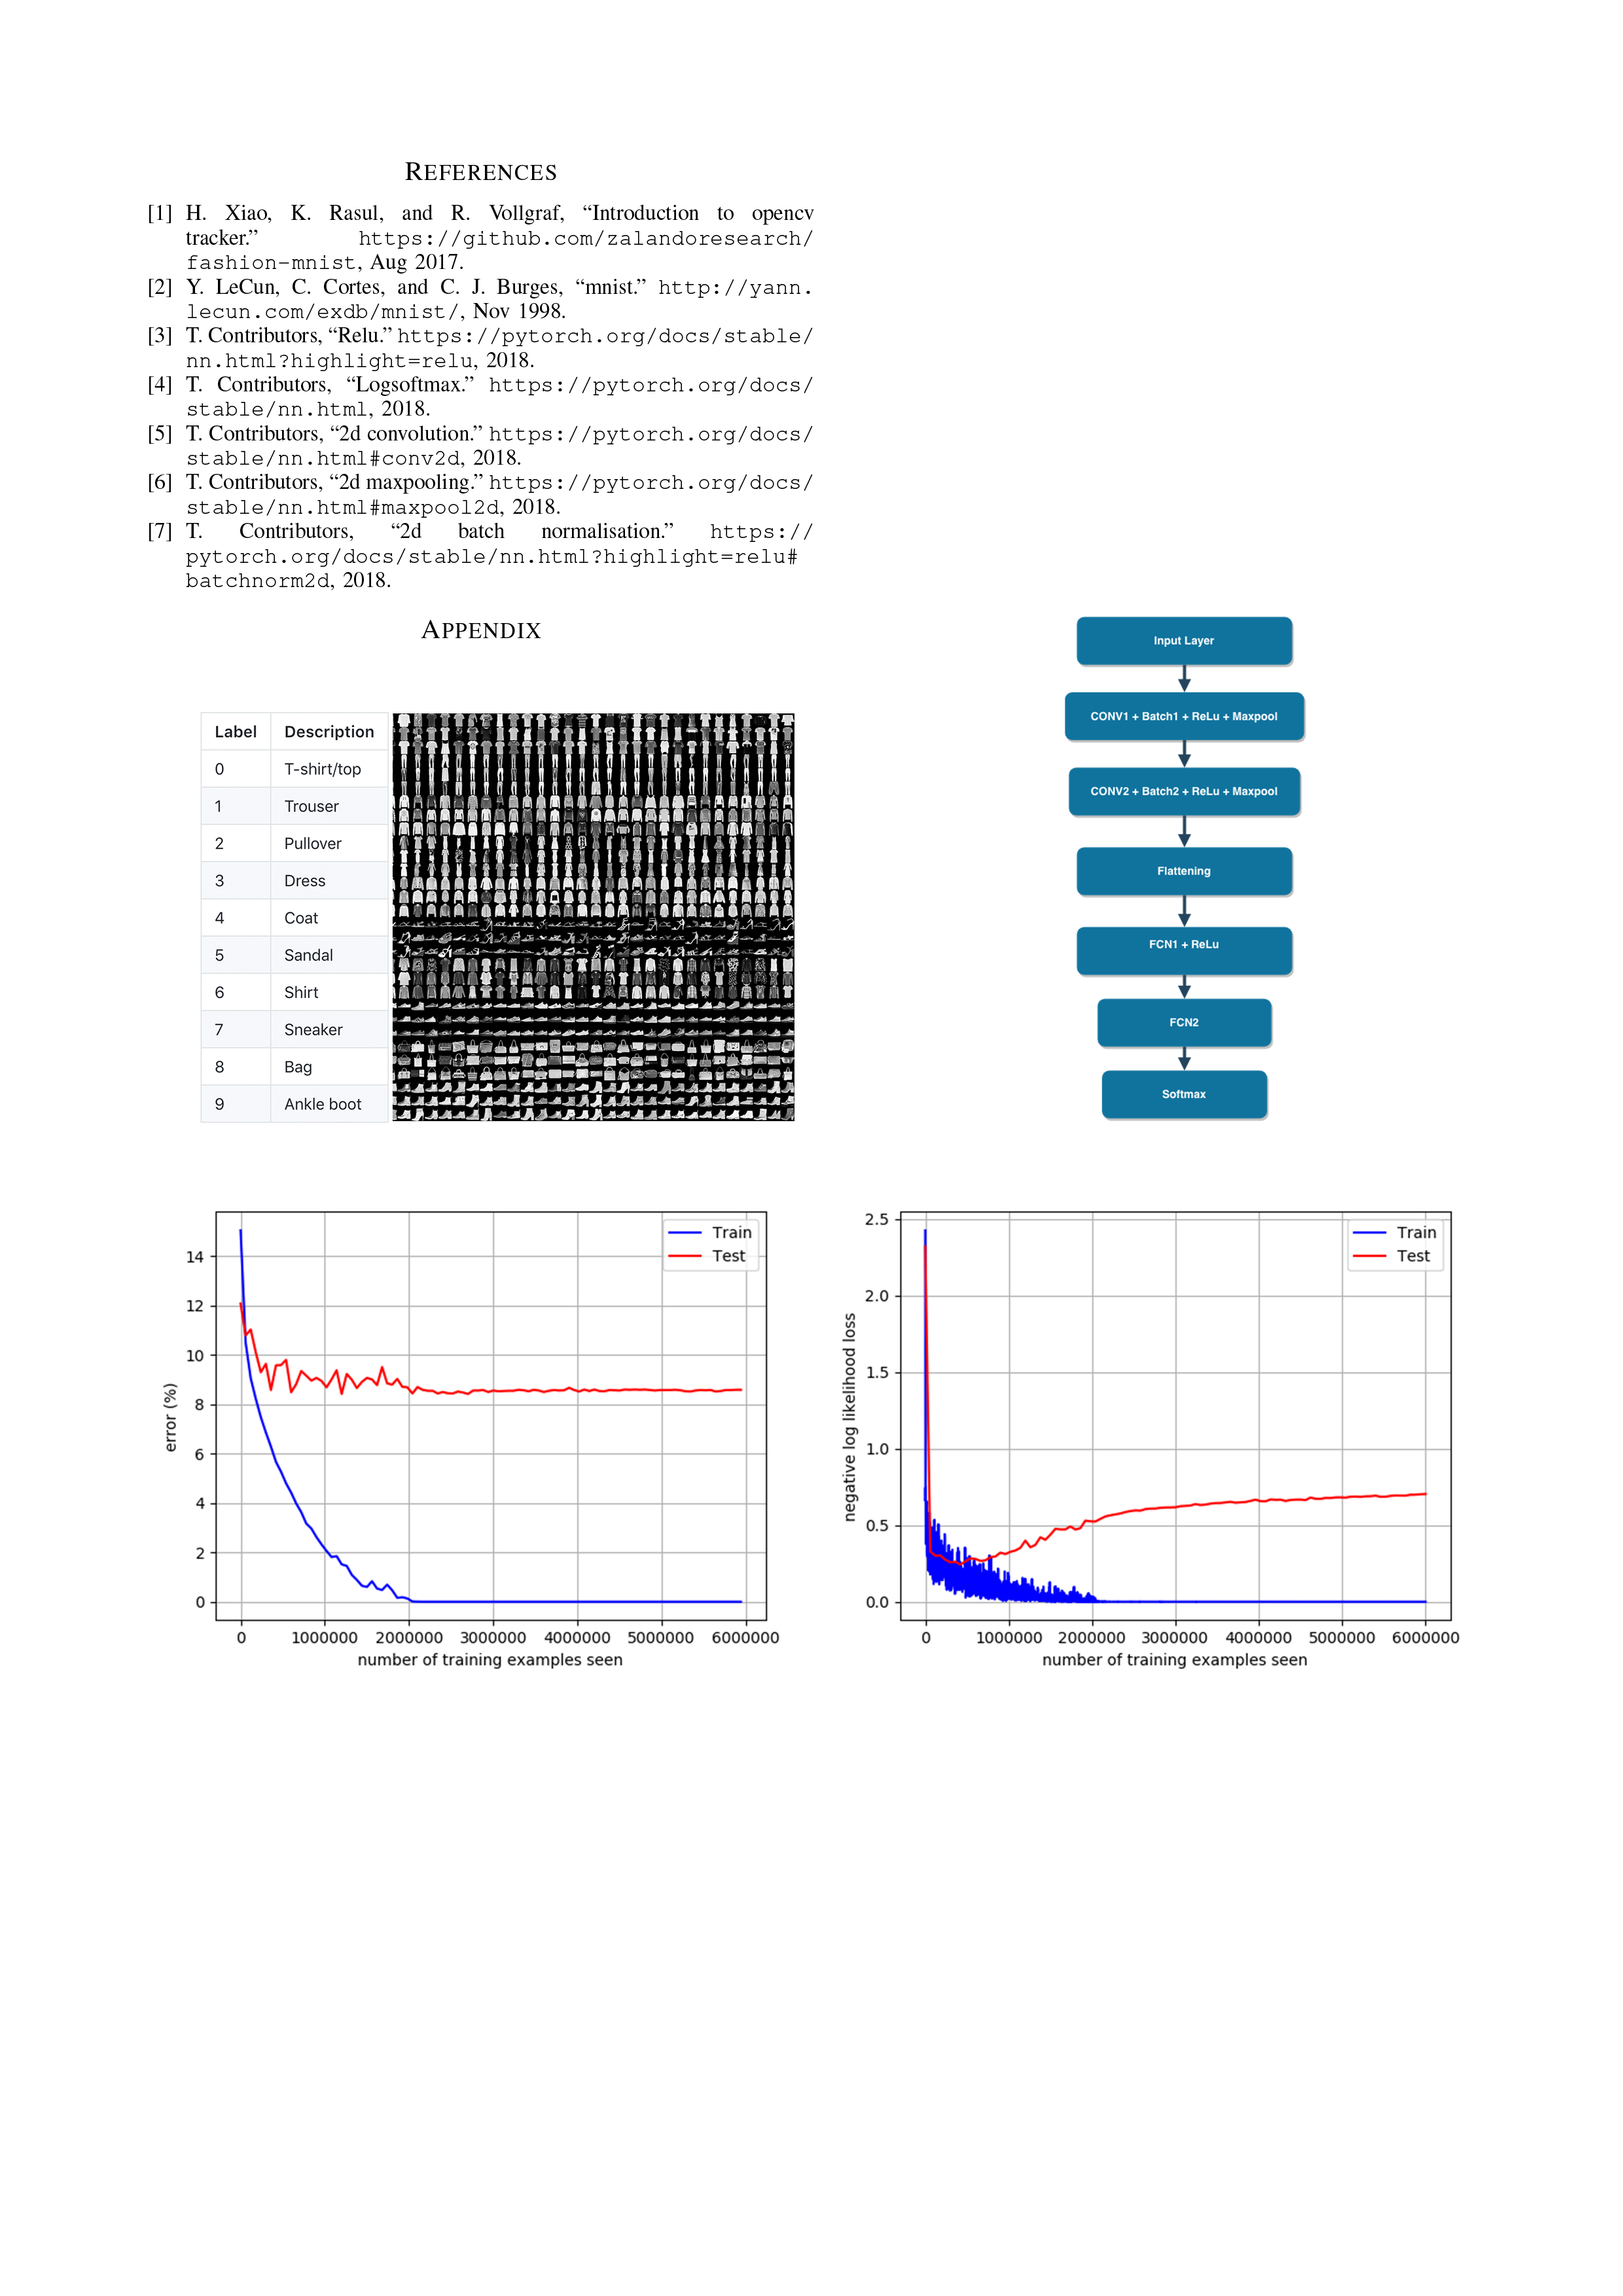 REFERENCES
[1] H. Xiao, K. Rasul, and R. Vollgraf, “Introduction to opencv
tracker.” https://github.com/zalandoresearch/
fashion-mnist, Aug 2017.
[2] Y. LeCun, C. Cortes, and C. J. Burges, “mnist.” http://yann.
lecun.com/exdb/mnist/, Nov 1998.
[3] T. Contributors, “Relu.” https://pytorch.org/docs/stable/
nn.html?highlight=relu, 2018.
[4] T. Contributors, “Logsoftmax.” https://pytorch.org/docs/
stable/nn.html, 2018.
[5] T. Contributors, “2d convolution.” https://pytorch.org/docs/
stable/nn.html#conv2d, 2018.
[6] T. Contributors, “2d maxpooling.” https://pytorch.org/docs/
stable/nn.html#maxpool2d, 2018.
[7] T. Contributors, “2d batch normalisation.” https://
pytorch.org/docs/stable/nn.html?highlight=relu#
batchnorm2d, 2018.
APPENDIX
Label Description
0 T-shirt/top
1 Trouser
2 Pullover
3 Dress
4 Coat
5 Sandal
6 Shirt
7 Sneaker
8 Bag
9 Ankle boot
Input Layer
CONV1 + Batch1 + ReLu + Maxpool
CONV2 + Batch2 + ReLu + Maxpool
Flattening
FCN1 + ReLu
FCN2
Softmax
Train
Test
14
12
10
8
6
4
2
0
error (%)
0 1000000 2000000 3000000 4000000 5000000 6000000
number of training examples seen
Train
Test
2.5
2.0
1.5
1.0
0.5
0.0
negative log likelihood loss
0 1000000 2000000 3000000 4000000 5000000 6000000
number of training examples seen